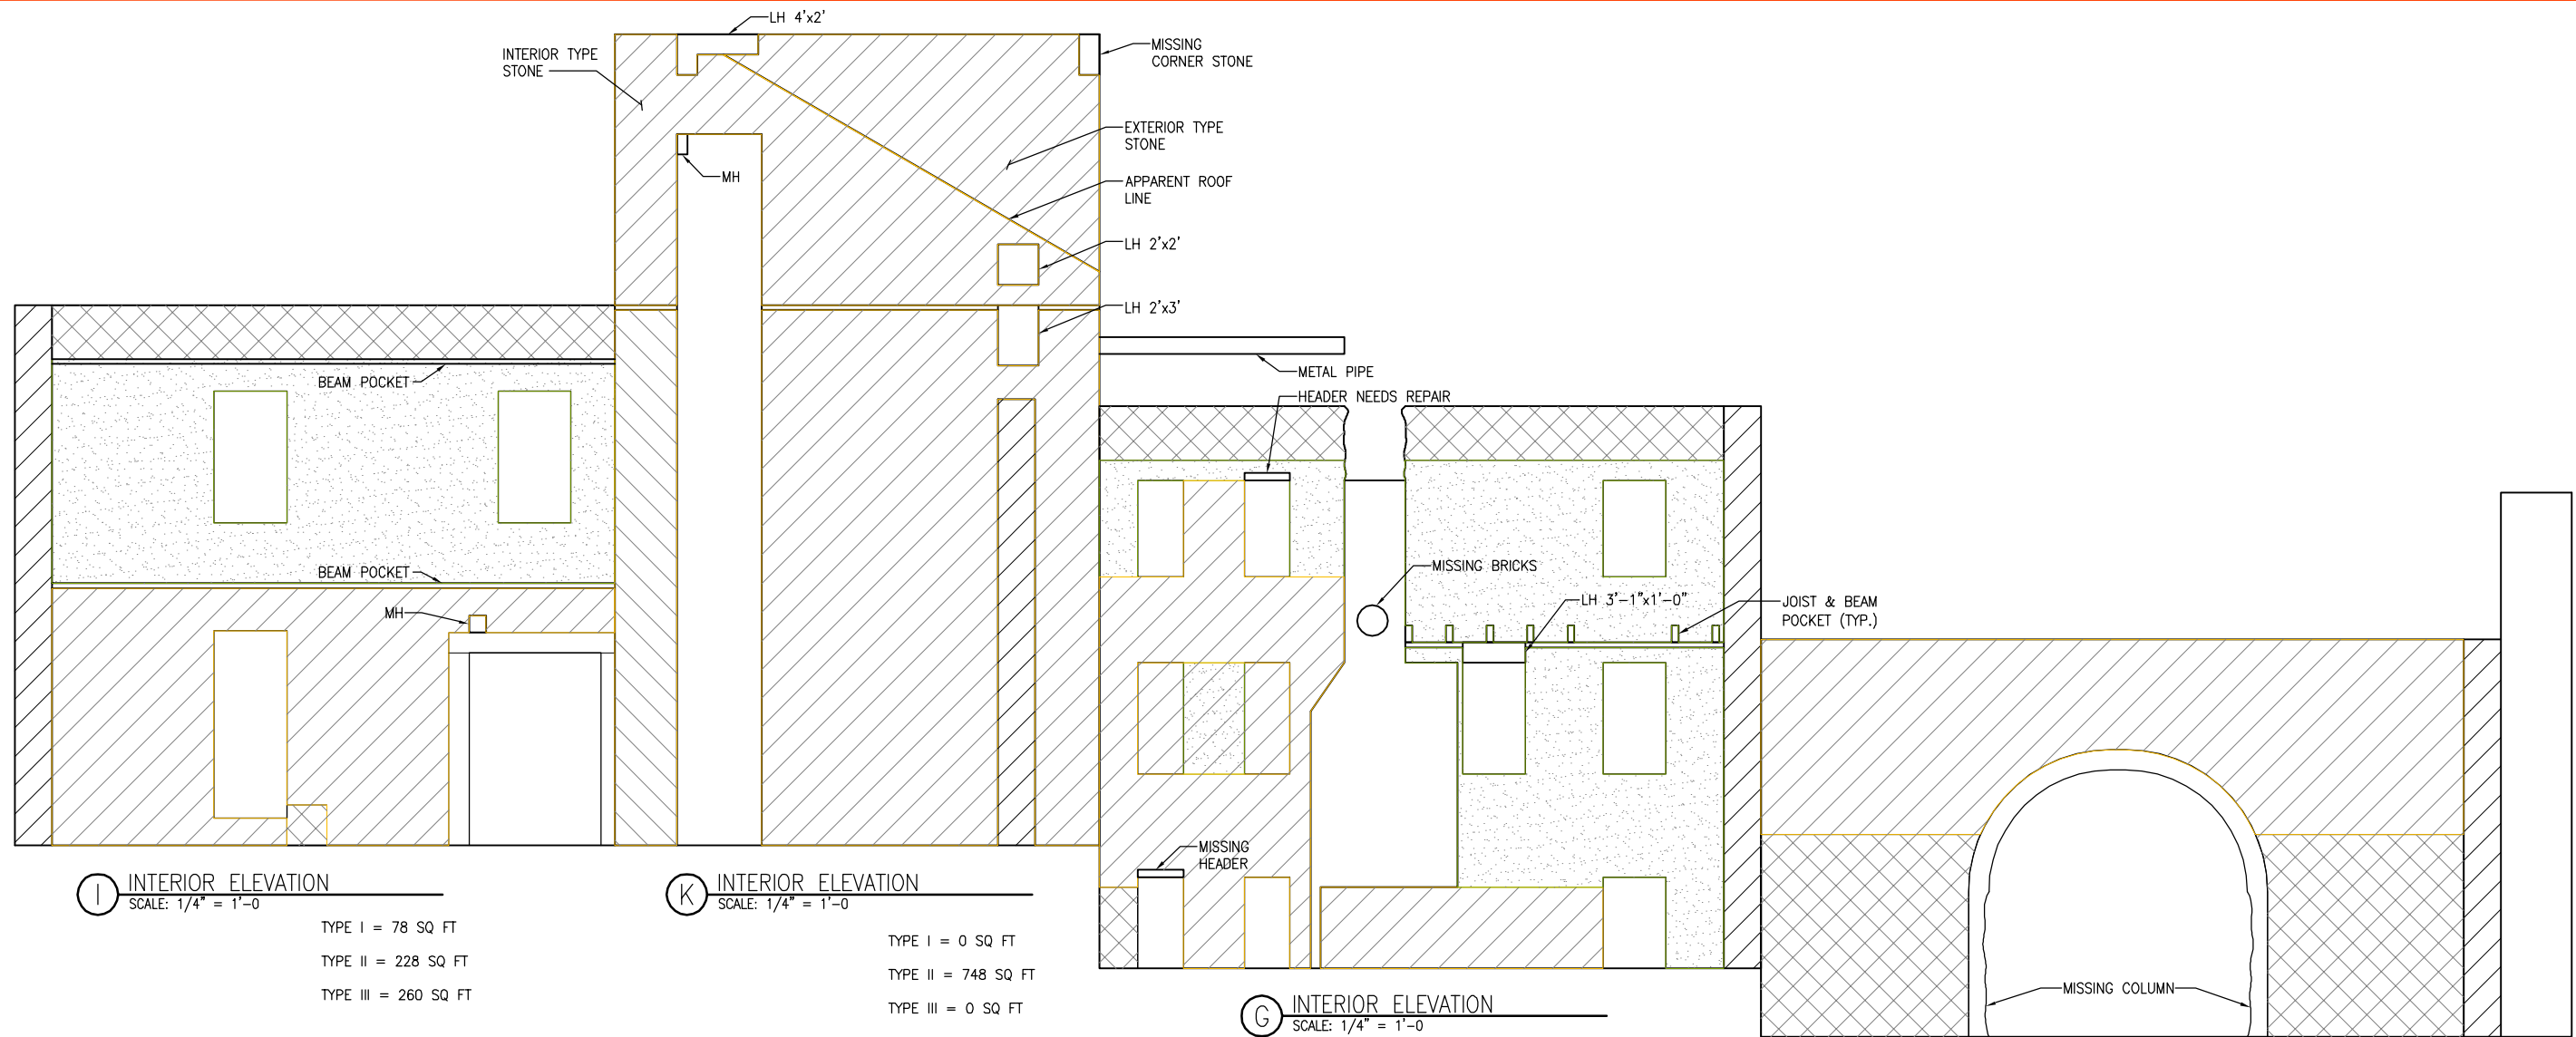 LH 4'x2'
INTERIOR TYPE
STONE
MISSING
CORNER STONE
EXTERIOR TYPE
STONE
MH
APPARENT ROOF
LINE
LH 2'x2'
LH 2'x3'
METAL PIPE
BEAM POCKET
HEADER NEEDS REPAIR
MISSING BRICKS
BEAM POCKET
LH 3'-1"x1'-0"
JOIST & BEAM
POCKET (TYP.)
MH
MISSING
HEADER
I INTERIOR ELEVATION
SCALE: 1/4" = 1'-0
TYPE I = 78 SQ FT
TYPE II = 228 SQ FT
TYPE III = 260 SQ FT
K INTERIOR ELEVATION
SCALE: 1/4" = 1'-0
TYPE I = 0 SQ FT
TYPE II = 748 SQ FT
TYPE III = 0 SQ FT
MISSING COLUMN
G INTERIOR ELEVATION
SCALE: 1/4" = 1'-0